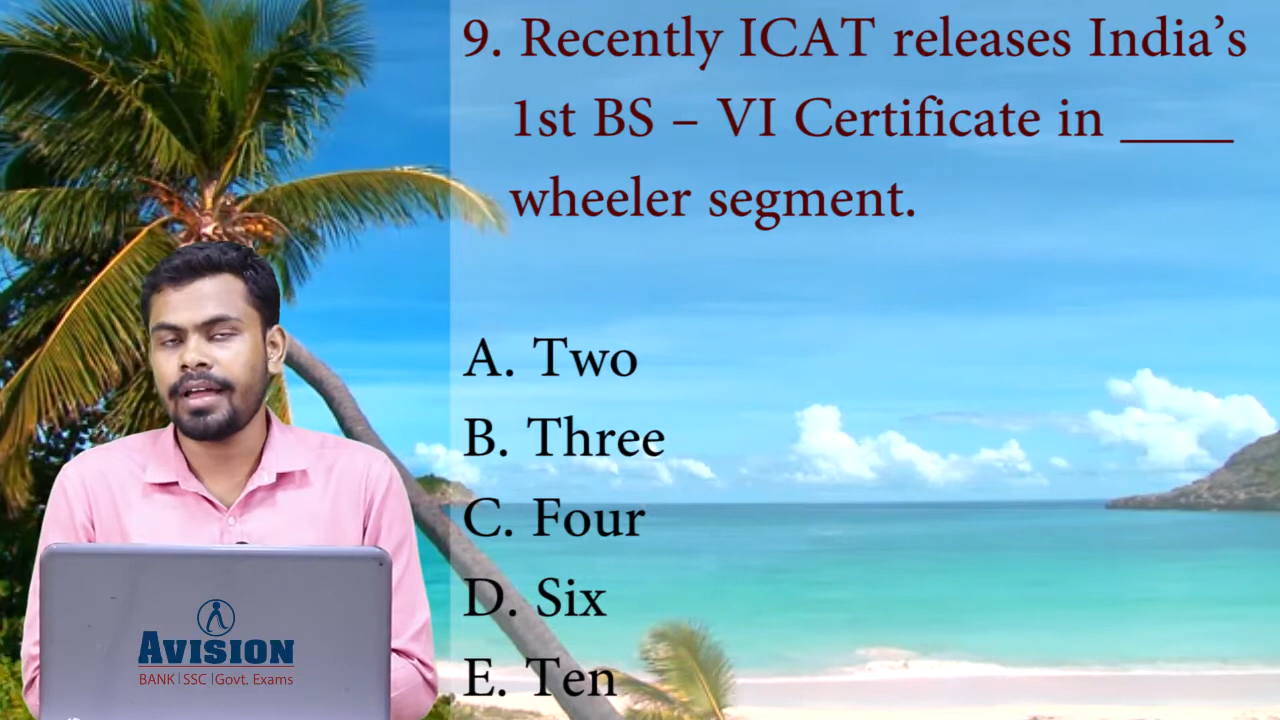 9. Recently ICAT releases India’s
1st BS – VI Certificate in ____
wheeler segment.
A. Two
B. Three
C. Four
D. Six
E. Ten
AVISION
BANK|SSC|Govt. Exams